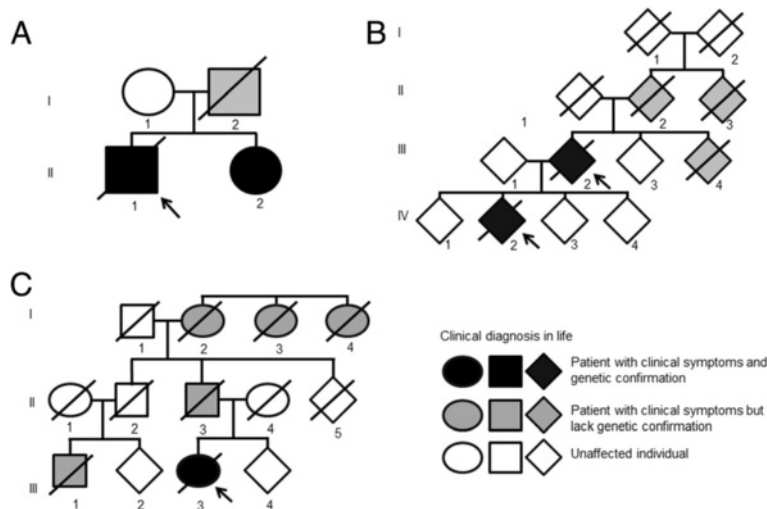 A
I
1
2
II
1
2
B
I
1
2
II
1
2
3
III
1
2
3
4
IV
1
2
3
4
C
I
1
2
3
4
II
1
2
3
4
5
III
1
2
3
4
Clinical diagnosis in life
Patient with clinical symptoms and
genetic confirmation
Patient with clinical symptoms but
lack genetic confirmation
Unaffected individual